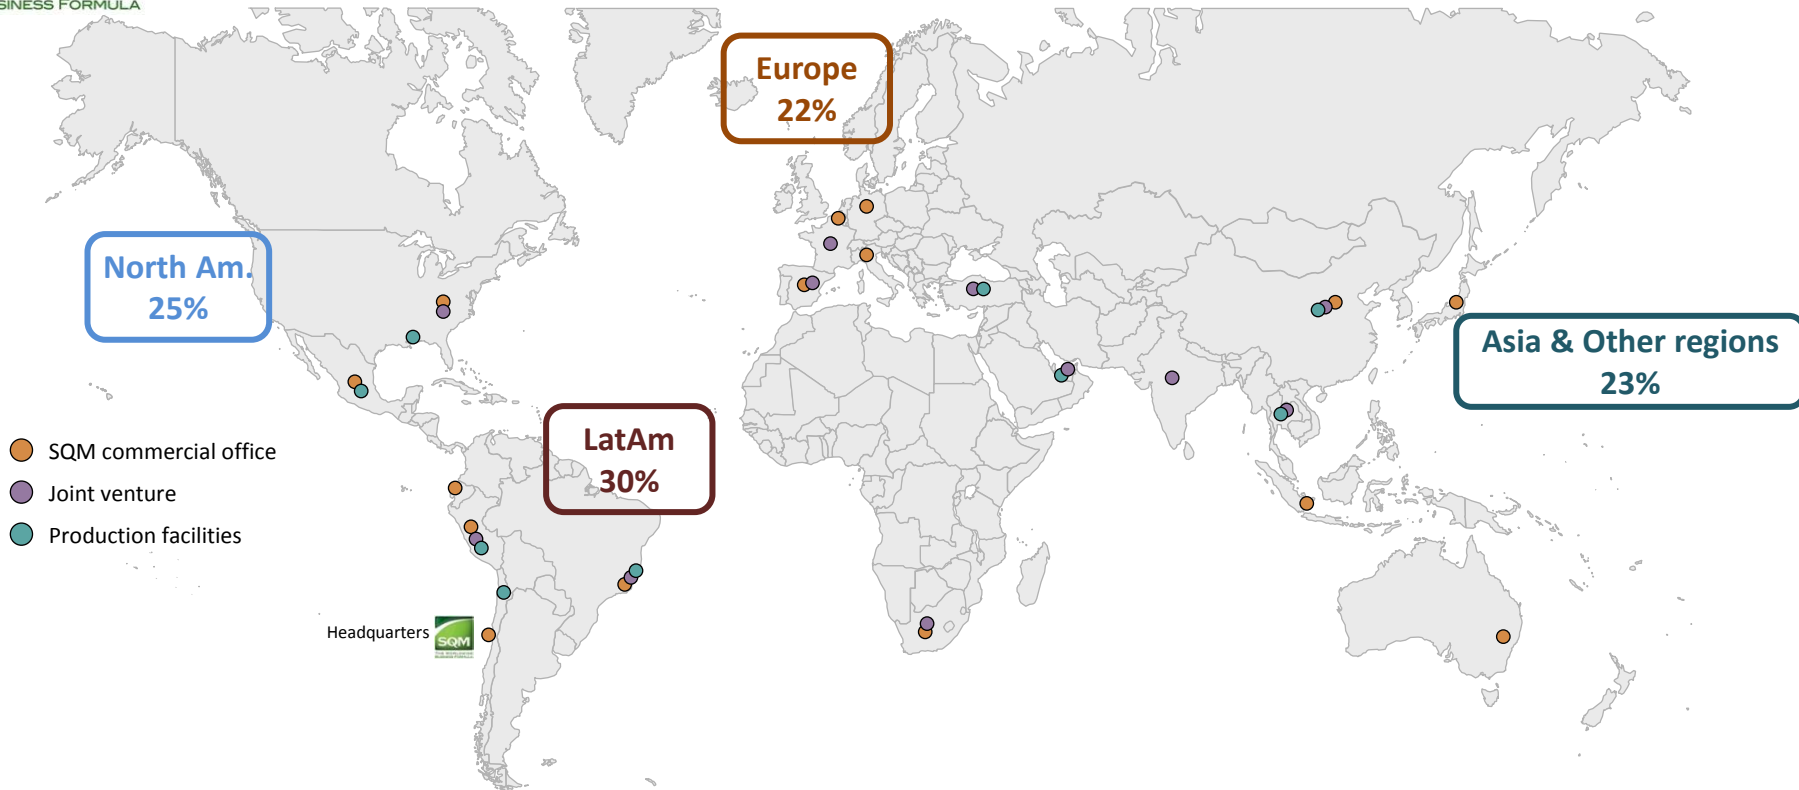 BUSINESS FORMULA
Europe
22%
North Am.
25%
Asia & Other regions
23%
LatAm
30%
SQM commercial office
Joint venture
Production facilities
Headquarters
SQM